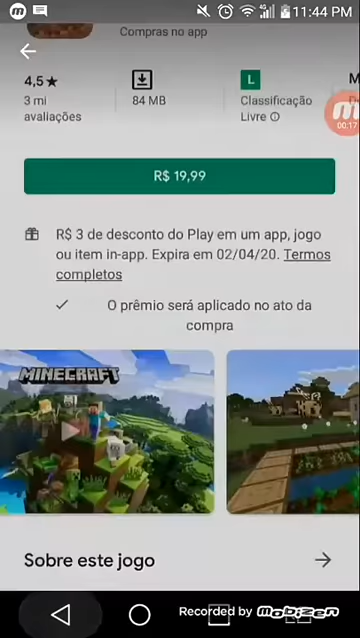 11:44 PM
Compras no app
4,5★
3 mi
avaliações
84 MB
L
Classificação
Livre
M
00:17
R$ 19,99
R$ 3 de desconto do Play em um app, jogo
ou item in-app. Expira em 02/04/20. Termos
completos
O prêmio será aplicado no ato da
compra
MINECRAFT
Sobre este jogo
Recorded by mobizen